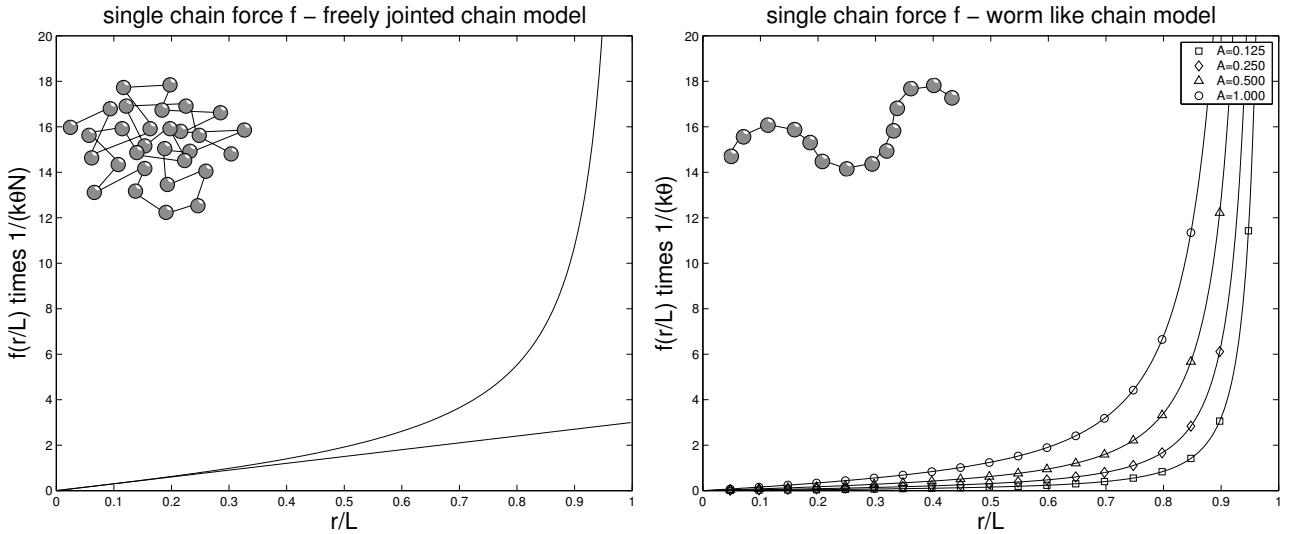 single chain force f − freely jointed chain model
20
18
16
14
12
10
8
6
4
2
0
f(r/L) times 1/(kθN)
0 0.1 0.2 0.3 0.4 0.5 0.6 0.7 0.8 0.9 1
r/L
single chain force f − worm like chain model
A=0.125
A=0.250
A=0.500
A=1.000
20
18
16
14
12
10
8
6
4
2
0
f(r/L) times 1/(kθ)
0 0.1 0.2 0.3 0.4 0.5 0.6 0.7 0.8 0.9 1
r/L